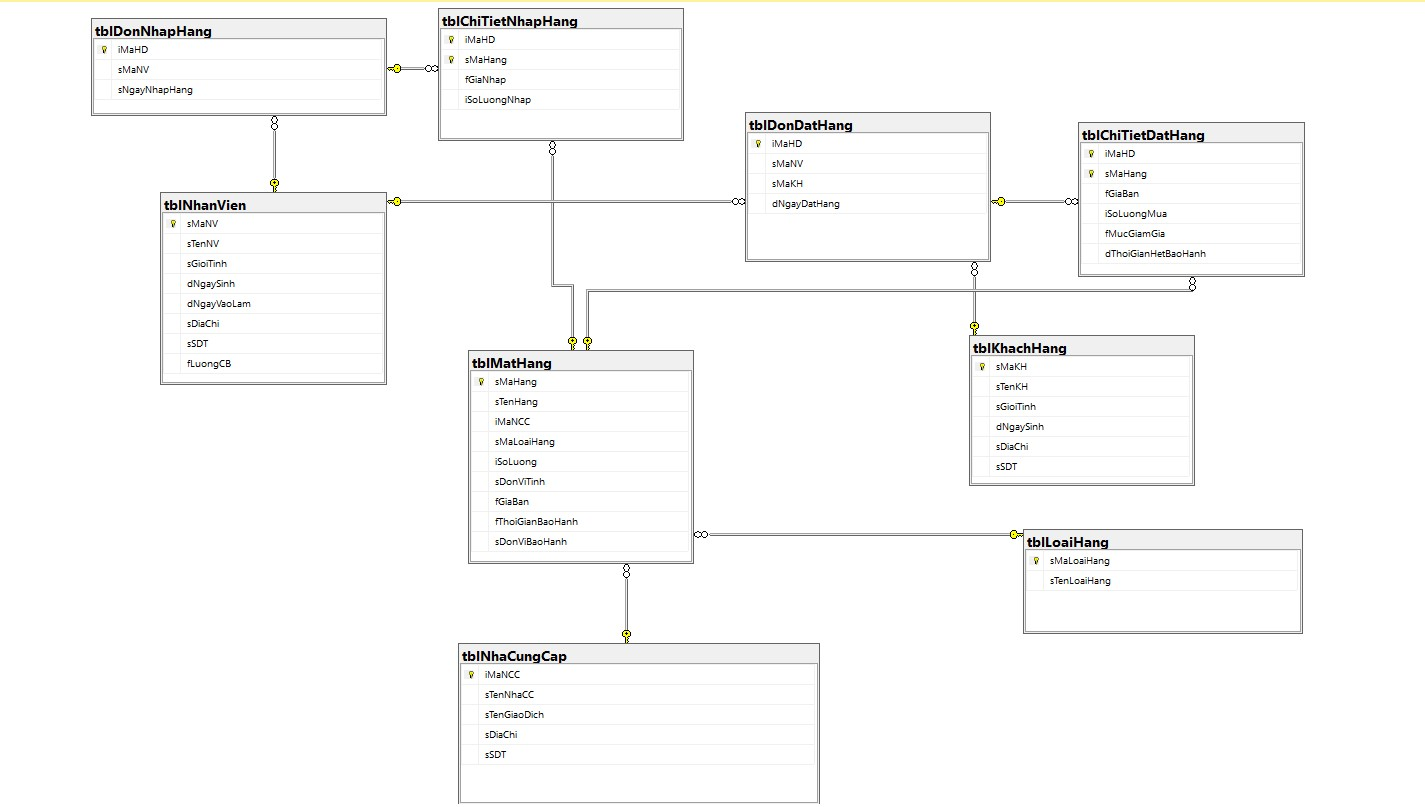 tblDonNhapHang
iMaHD
sMaNV
sNgayNhapHang
tblChiTietNhapHang
iMaHD
sMaHang
fGiaNhap
iSoLuongNhap
tblDonDatHang
iMaHD
sMaNV
sMaKH
dNgayDatHang
tblChiTietDatHang
iMaHD
sMaHang
fGiaBan
iSoLuongMua
fMucGiamGia
dThoiGianHetBaoHanh
tblNhanVien
sMaNV
sTenNV
sGioiTinh
dNgaySinh
dNgayVaoLam
sDiaChi
sSDT
fLuongCB
tblMatHang
sMaHang
sTenHang
iMaNCC
sMaLoaiHang
iSoLuong
sDonViTinh
fGiaBan
fThoiGianBaoHanh
sDonViBaoHanh
tblKhachHang
sMaKH
sTenKH
sGioiTinh
dNgaySinh
sDiaChi
sSDT
tblLoaiHang
sMaLoaiHang
sTenLoaiHang
tblNhaCungCap
iMaNCC
sTenNhaCC
sTenGiaoDich
sDiaChi
sSDT